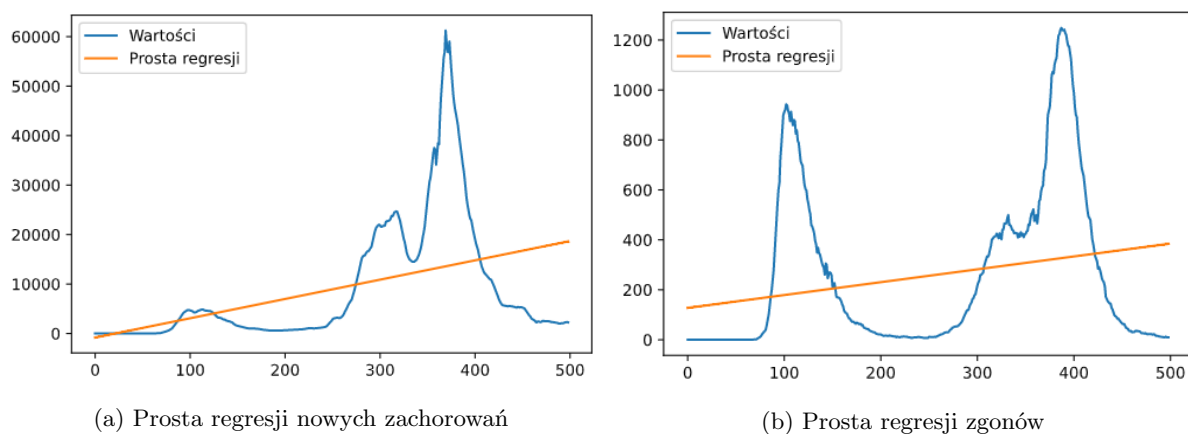 Wartości
Prosta regresji
60000
50000
40000
30000
20000
10000
0
0 100 200 300 400 500
(a) Prosta regresji nowych zachorowań
Wartości
Prosta regresji
1200
1000
800
600
400
200
0
0 100 200 300 400 500
(b) Prosta regresji zgonów